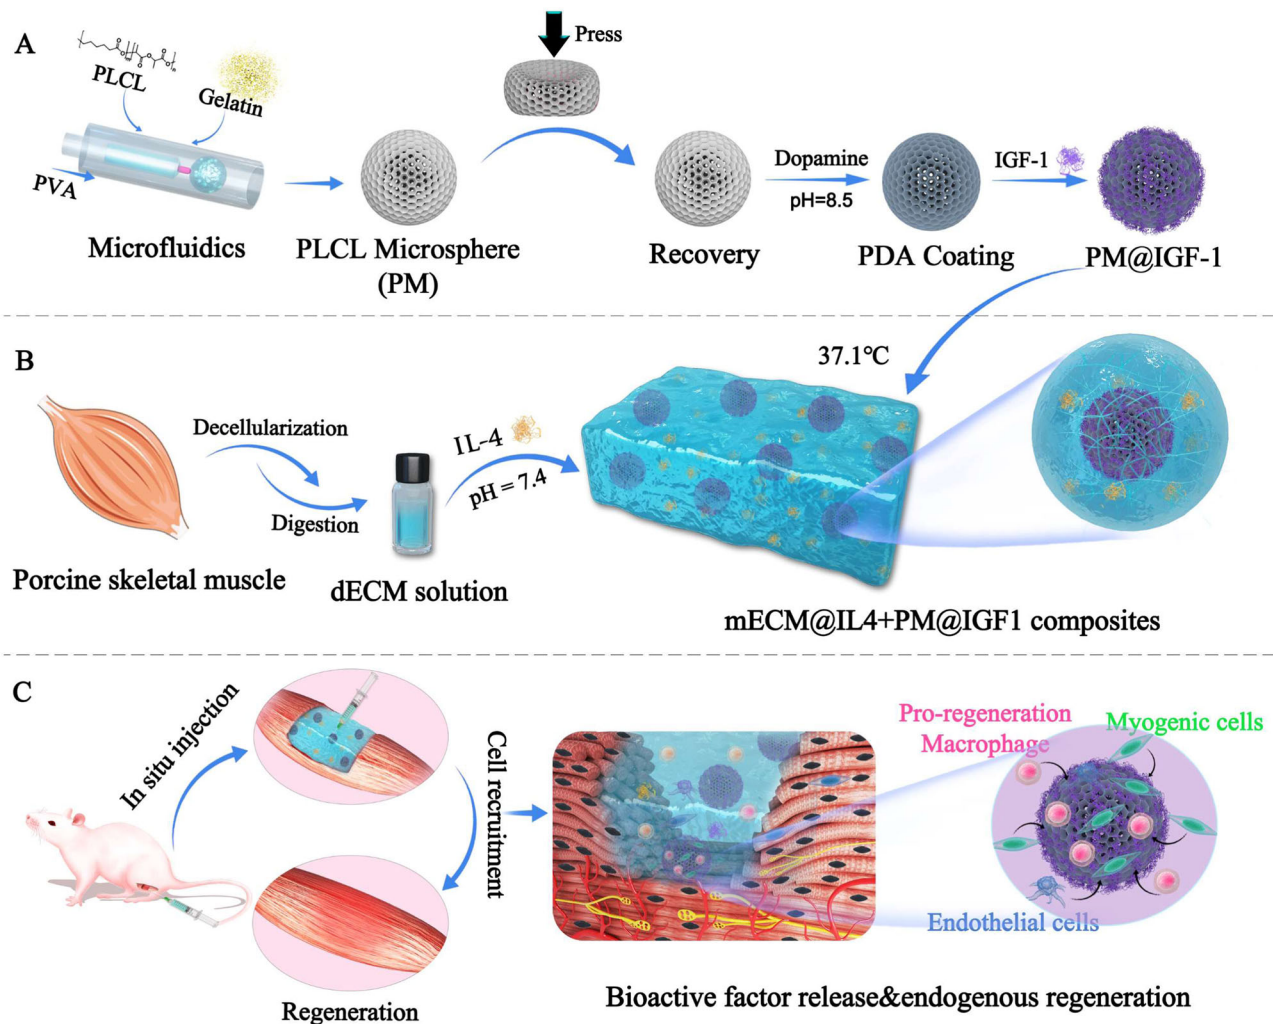 A
PLCL
Gelatin
PVA
Microfluidics
PLCL Microsphere
(PM)
Press
Recovery
Dopamine
pH=8.5
PDA Coating
IGF-1
PM@IGF-1
B
Porcine skeletal muscle
Decellularization
Digestion
dECM solution
IL-4
pH = 7.4
37.1℃
mECM@IL4+PM@IGF1 composites
C
In situ injection
Regeneration
Cell recruitment
Pro-regeneration
Macrophage
Myogenic cells
Endothelial cells
Bioactive factor release&endogenous regeneration